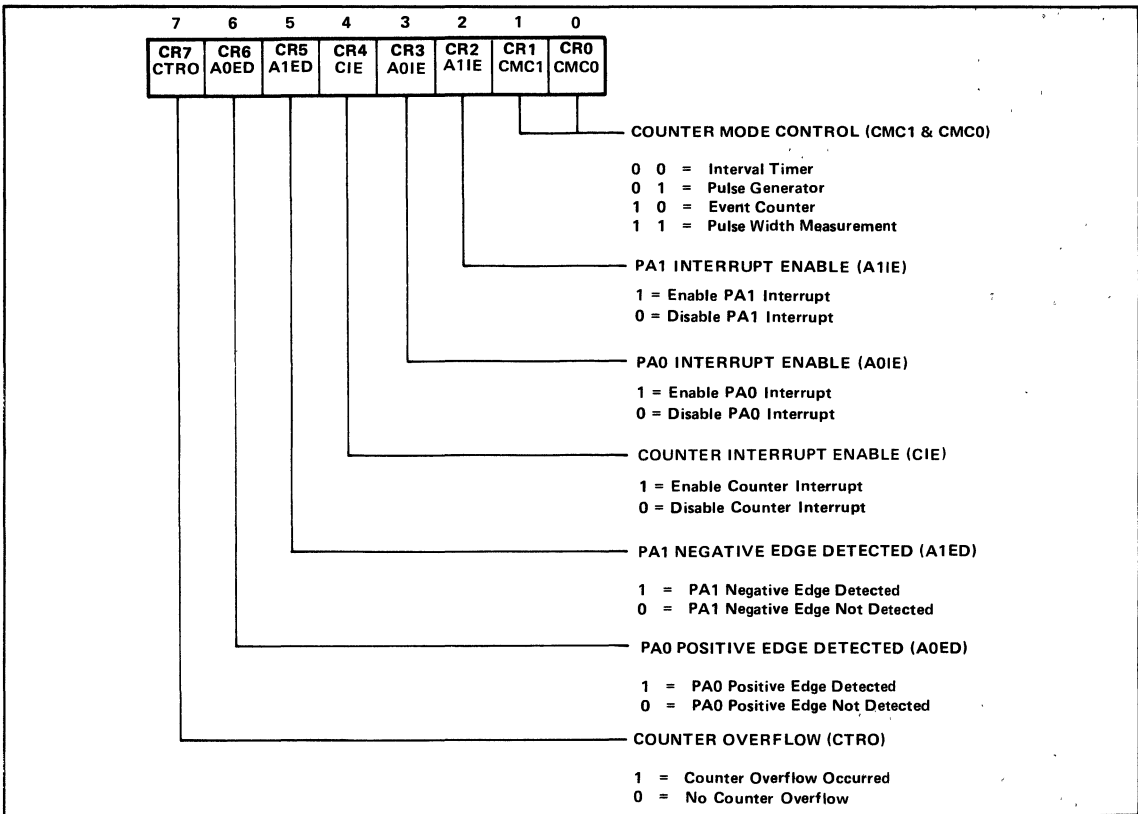 7 6 5 4 3 2 1 0
CR7 CR6 CR5 CR4 CR3 CR2 CR1 CR0
CTRO A0ED A1ED CIE A0IE A1IE CMC1 CMC0
COUNTER MODE CONTROL (CMC1 & CMC0)
0 0 = Interval Timer
0 1 = Pulse Generator
1 0 = Event Counter
1 1 = Pulse Width Measurement
PA1 INTERRUPT ENABLE (A1IE)
1 = Enable PA1 Interrupt
0 = Disable PA1 Interrupt
PA0 INTERRUPT ENABLE (A0IE)
1 = Enable PA0 Interrupt
0 = Disable PA0 Interrupt
COUNTER INTERRUPT ENABLE (CIE)
1 = Enable Counter Interrupt
0 = Disable Counter Interrupt
PA1 NEGATIVE EDGE DETECTED (A1ED)
1 = PA1 Negative Edge Detected
0 = PA1 Negative Edge Not Detected
PA0 POSITIVE EDGE DETECTED (A0ED)
1 = PA0 Positive Edge Detected
0 = PA0 Positive Edge Not Detected
COUNTER OVERFLOW (CTRO)
1 = Counter Overflow Occurred
0 = No Counter Overflow